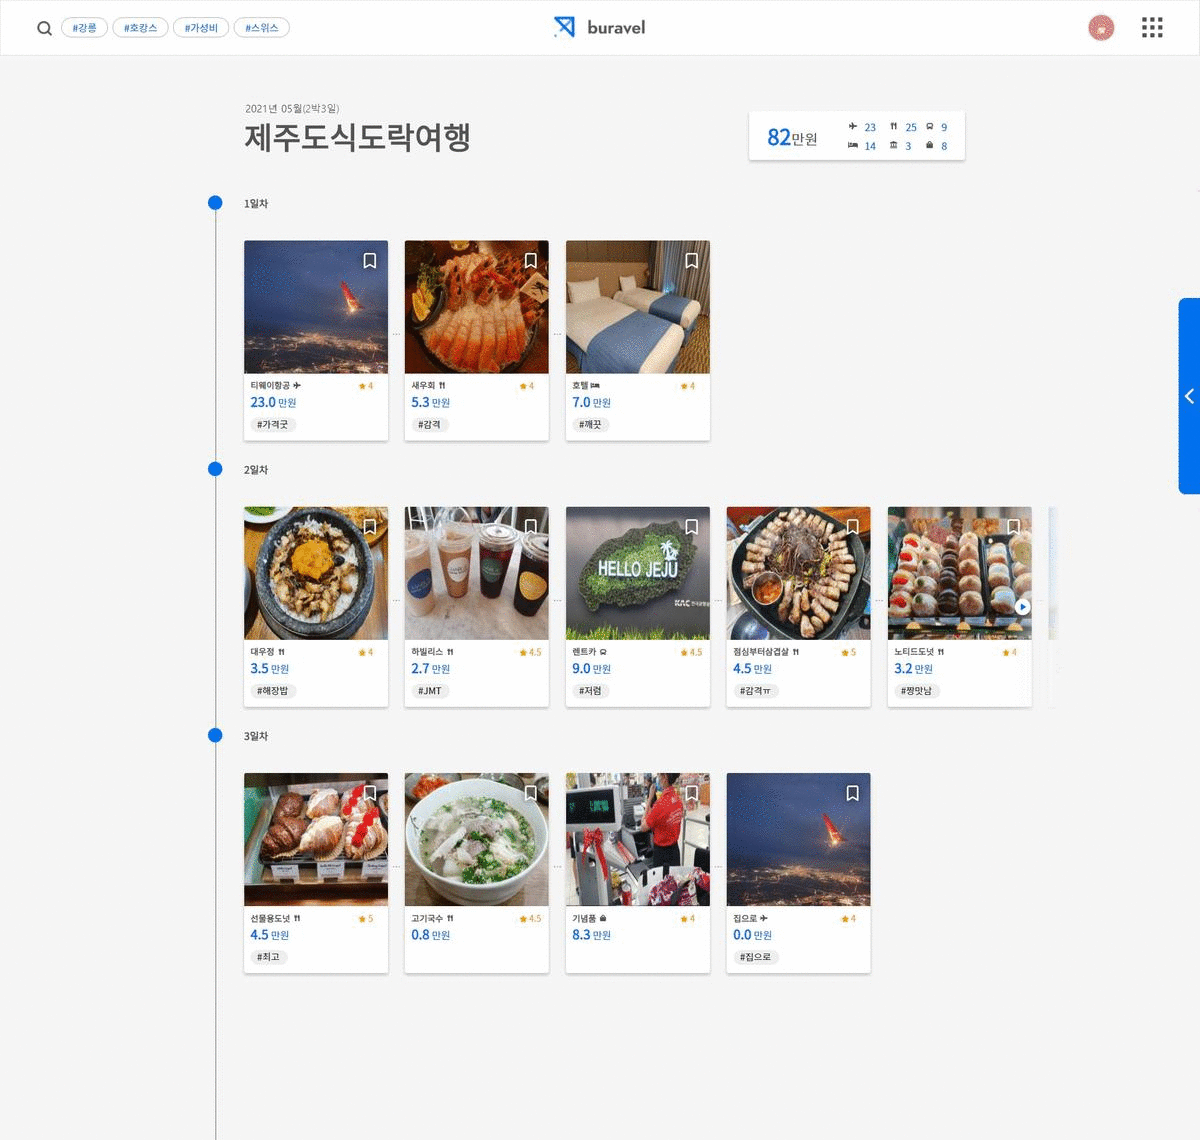 #강릉 #호캉스 #가성비 #스위스
buravel
2021년 05월(2박3일)
제주도식도락여행
82만원
23 25 9
14 3 8
1일차
티웨이항공 4
23.0 만원
#가격굿
새우회 4
5.3 만원
#감격
호텔 4
7.0 만원
#깨끗
2일차
HELLO JEJU
KAC
대우정 4
3.5 만원
#해장밥
하빌리스 4.5
2.7 만원
#JMT
렌트카 4.5
9.0 만원
#저렴
점심부터삼겹살 5
4.5 만원
#감격ㅠ
노티드도넛 4
3.2 만원
#짱맛남
3일차
선물용도넛 5
4.5 만원
#최고
고기국수 4.5
0.8 만원
기념품 4
8.3 만원
집으로 4
0.0 만원
#집으로